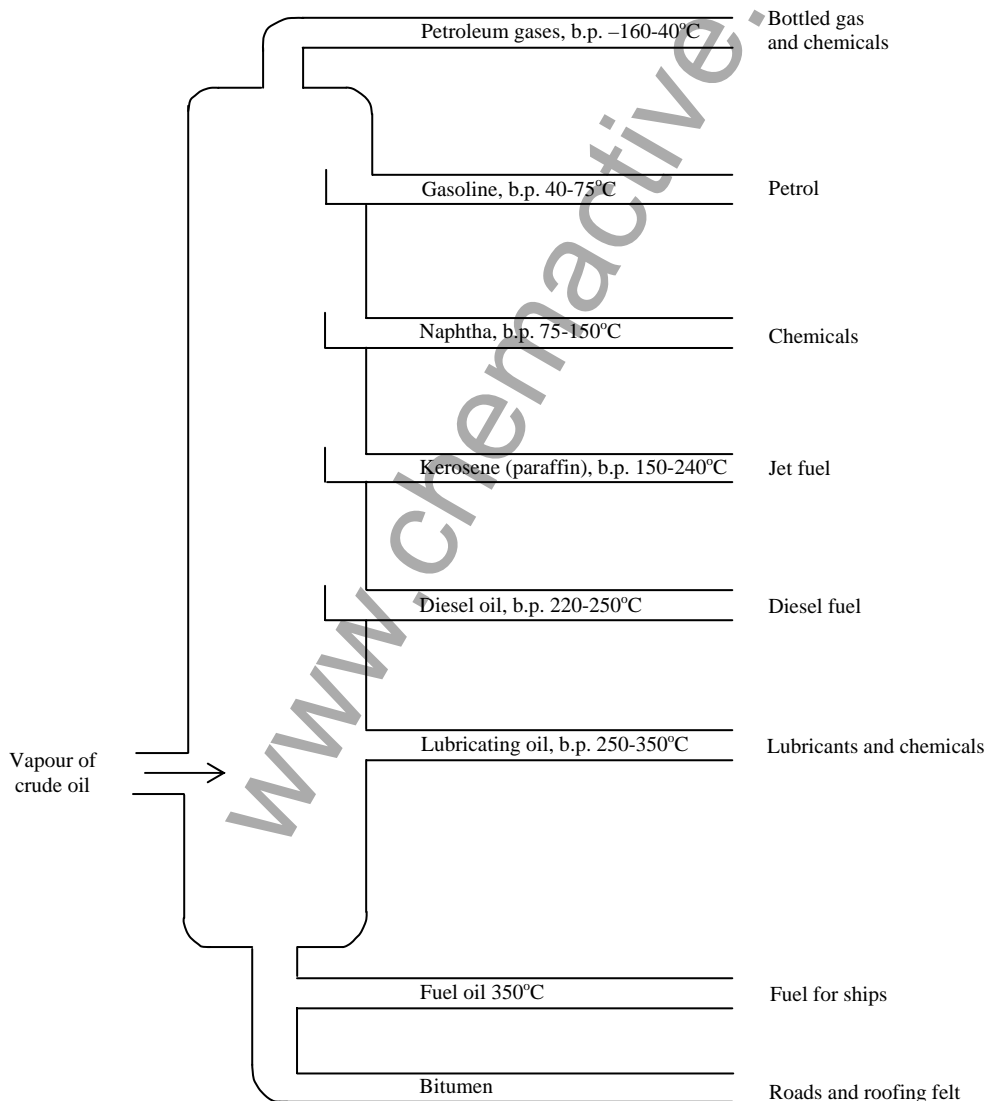 Petroleum gases, b.p. –160-40°C
Bottled gas
and chemicals
Gasoline, b.p. 40-75°C
Petrol
Naphtha, b.p. 75-150°C
Chemicals
Kerosene (paraffin), b.p. 150-240°C
Jet fuel
Diesel oil, b.p. 220-250°C
Diesel fuel
Vapour of
crude oil
Lubricating oil, b.p. 250-350°C
Lubricants and chemicals
Fuel oil 350°C
Fuel for ships
Bitumen
Roads and roofing felt
www.chemactive.